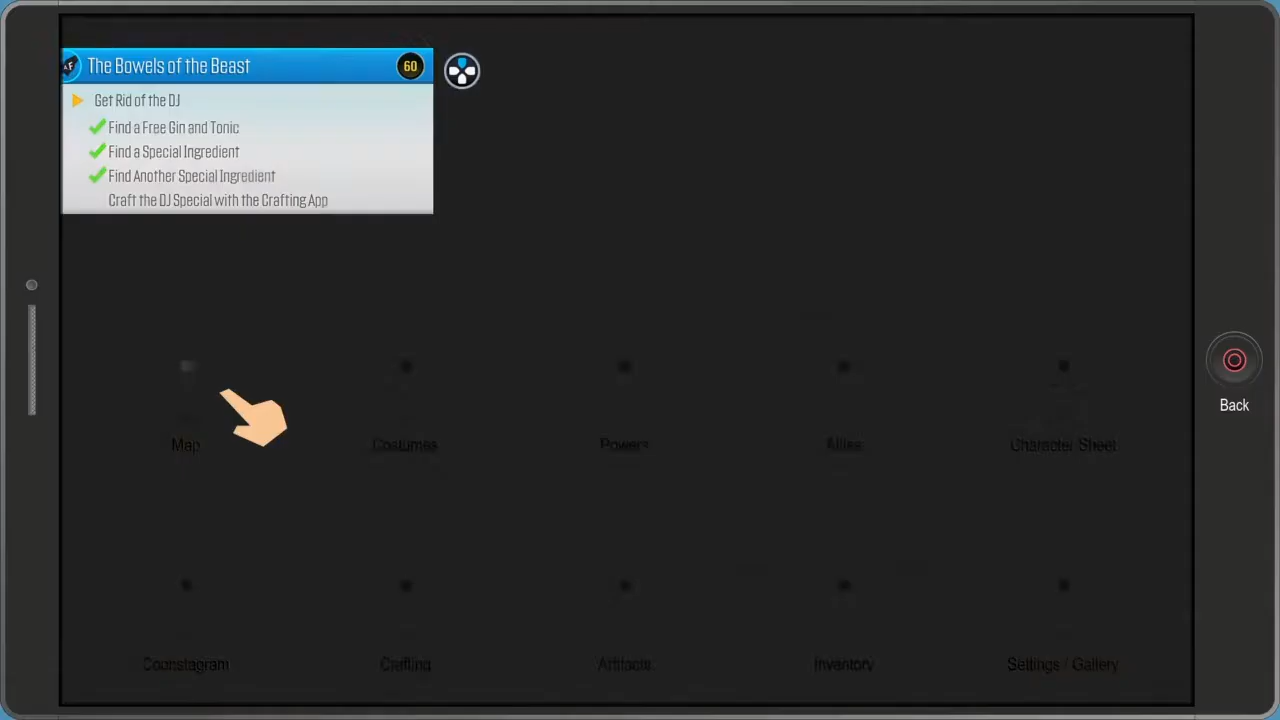 The Bowels of the Beast
60
Get Rid of the DJ
Find a Free Gin and Tonic
Find a Special Ingredient
Find Another Special Ingredient
Craft the DJ Special with the Crafting App
Back
Map Costumes Powers Allies Character Sheet
Coonstagram Crafting Artifacts Inventory Settings / Gallery